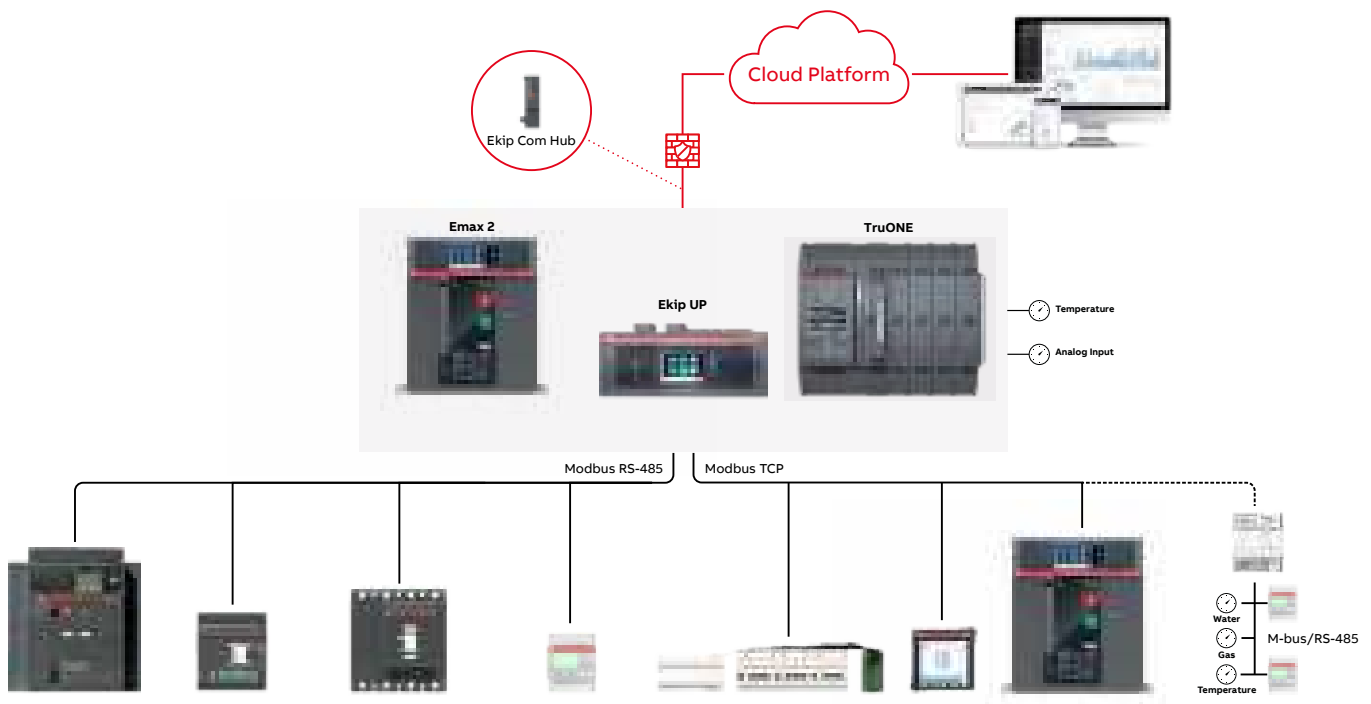 Cloud Platform
Ekip Com Hub
Emax 2
TruONE
Ekip UP
Temperature
Analog Input
Modbus RS-485
Modbus TCP
Water
Gas
M-bus/RS-485
Temperature